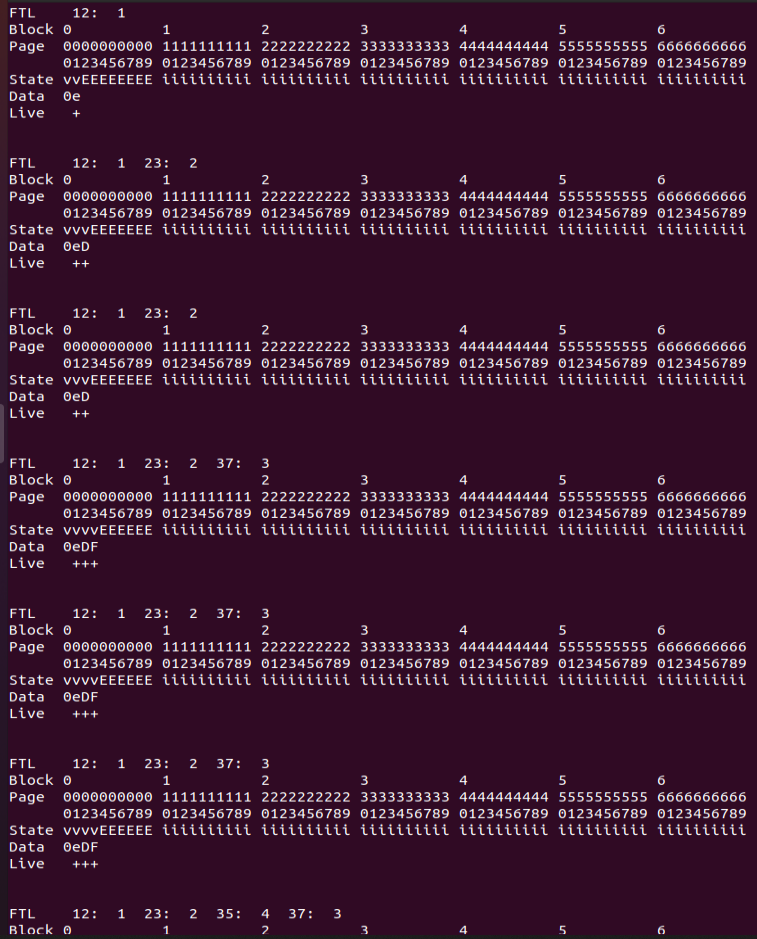 FTL    12:  1
Block 0          1          2          3          4          5          6
Page  0000000000 1111111111 2222222222 3333333333 4444444444 5555555555 6666666666
      0123456789 0123456789 0123456789 0123456789 0123456789 0123456789 0123456789
State vvEEEEEEEE iiiiiiiiii iiiiiiiiii iiiiiiiiii iiiiiiiiii iiiiiiiiii iiiiiiiiii
Data  0e
Live   +
FTL    12:  1  23:  2
Block 0          1          2          3          4          5          6
Page  0000000000 1111111111 2222222222 3333333333 4444444444 5555555555 6666666666
      0123456789 0123456789 0123456789 0123456789 0123456789 0123456789 0123456789
State vvvEEEEEEE iiiiiiiiii iiiiiiiiii iiiiiiiiii iiiiiiiiii iiiiiiiiii iiiiiiiiii
Data  0eD
Live   ++
FTL    12:  1  23:  2
Block 0          1          2          3          4          5          6
Page  0000000000 1111111111 2222222222 3333333333 4444444444 5555555555 6666666666
      0123456789 0123456789 0123456789 0123456789 0123456789 0123456789 0123456789
State vvvEEEEEEE iiiiiiiiii iiiiiiiiii iiiiiiiiii iiiiiiiiii iiiiiiiiii iiiiiiiiii
Data  0eD
Live   ++
FTL    12:  1  23:  2  37:  3
Block 0          1          2          3          4          5          6
Page  0000000000 1111111111 2222222222 3333333333 4444444444 5555555555 6666666666
      0123456789 0123456789 0123456789 0123456789 0123456789 0123456789 0123456789
State vvvvEEEEEE iiiiiiiiii iiiiiiiiii iiiiiiiiii iiiiiiiiii iiiiiiiiii iiiiiiiiii
Data  0eDF
Live   +++
FTL    12:  1  23:  2  37:  3
Block 0          1          2          3          4          5          6
Page  0000000000 1111111111 2222222222 3333333333 4444444444 5555555555 6666666666
      0123456789 0123456789 0123456789 0123456789 0123456789 0123456789 0123456789
State vvvvEEEEEE iiiiiiiiii iiiiiiiiii iiiiiiiiii iiiiiiiiii iiiiiiiiii iiiiiiiiii
Data  0eDF
Live   +++
FTL    12:  1  23:  2  37:  3
Block 0          1          2          3          4          5          6
Page  0000000000 1111111111 2222222222 3333333333 4444444444 5555555555 6666666666
      0123456789 0123456789 0123456789 0123456789 0123456789 0123456789 0123456789
State vvvvEEEEEE iiiiiiiiii iiiiiiiiii iiiiiiiiii iiiiiiiiii iiiiiiiiii iiiiiiiiii
Data  0eDF
Live   +++
FTL    12:  1  23:  2  35:  4  37:  3
Block 0          1          2          3          4          5          6